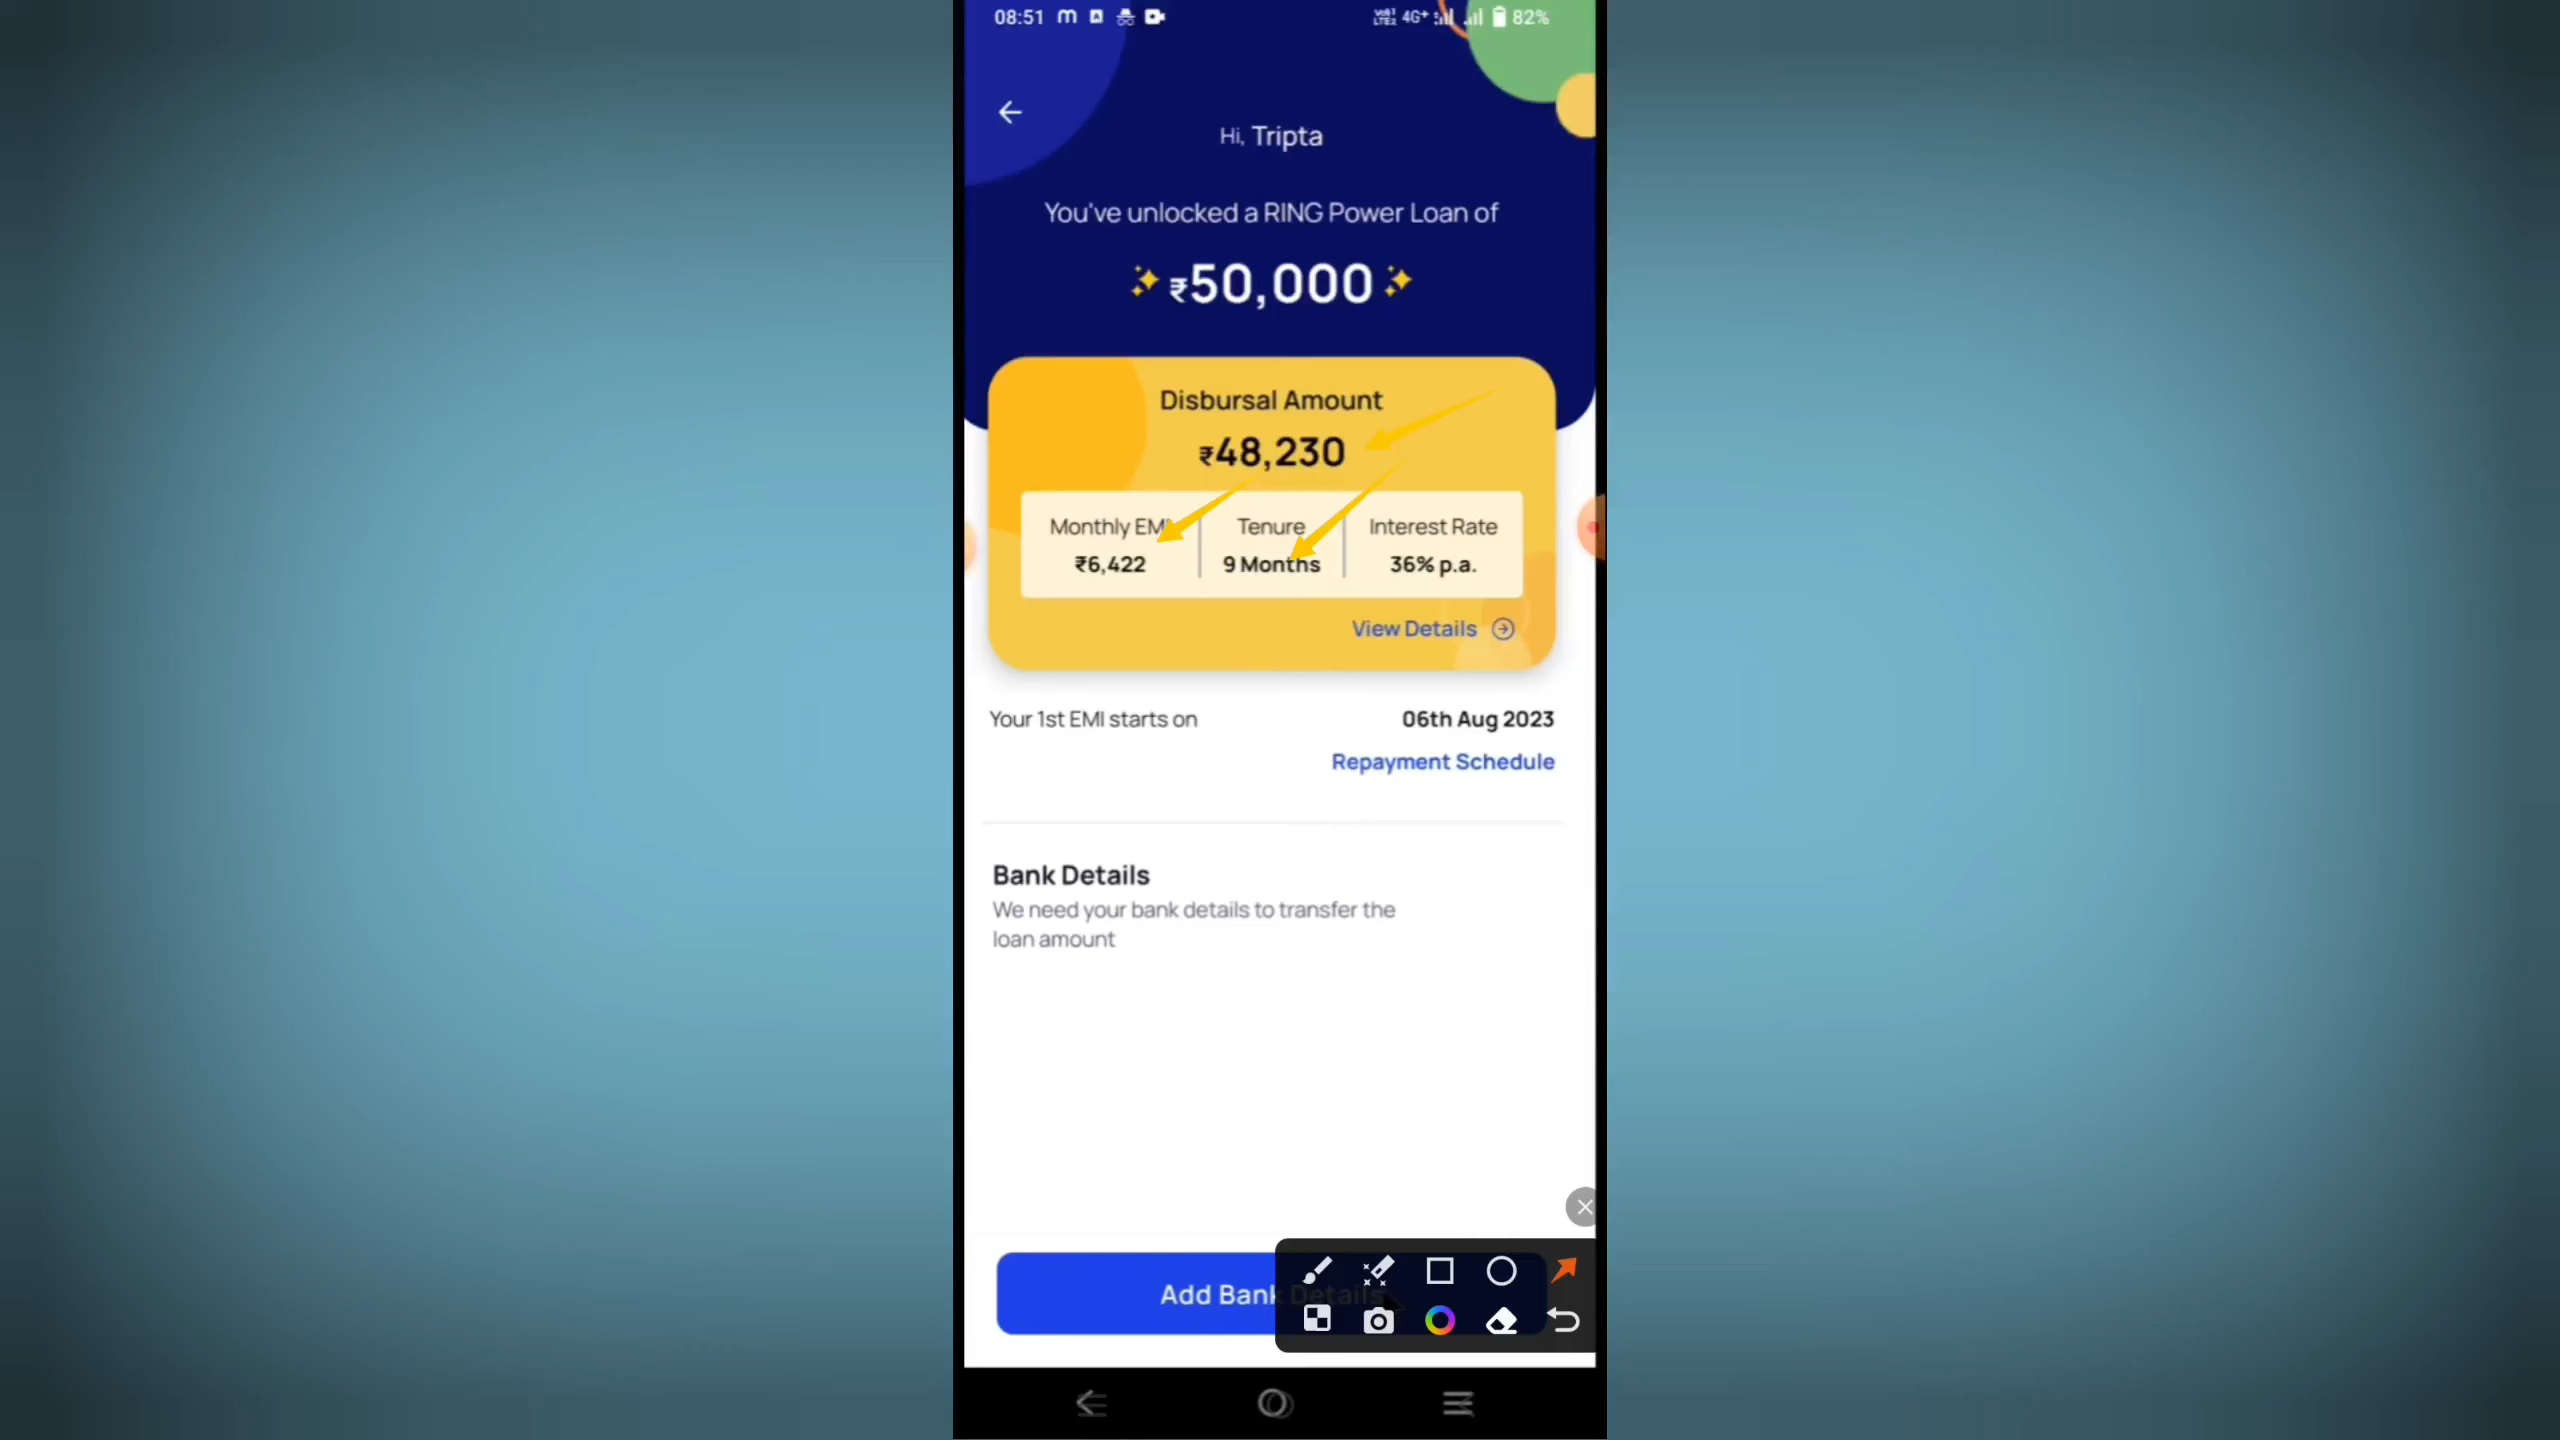 08:51 4G+ 82%
Hi, Tripta
You've unlocked a RING Power Loan of
₹50,000
Disbursal Amount
₹48,230
Monthly EMI Tenure Interest Rate
₹6,422 9 Months 36% p.a.
View Details
Your 1st EMI starts on 06th Aug 2023
Repayment Schedule
Bank Details
We need your bank details to transfer the
loan amount
Add Bank Details